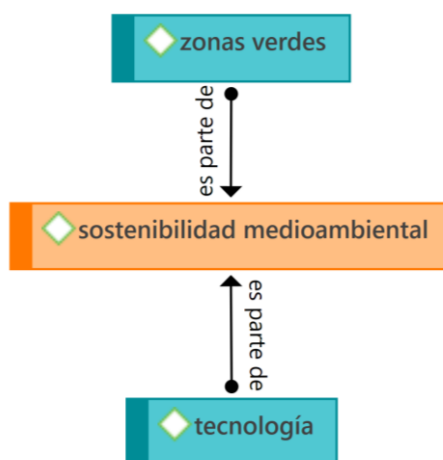 zonas verdes
es parte de
sostenibilidad medioambiental
es parte de
tecnología